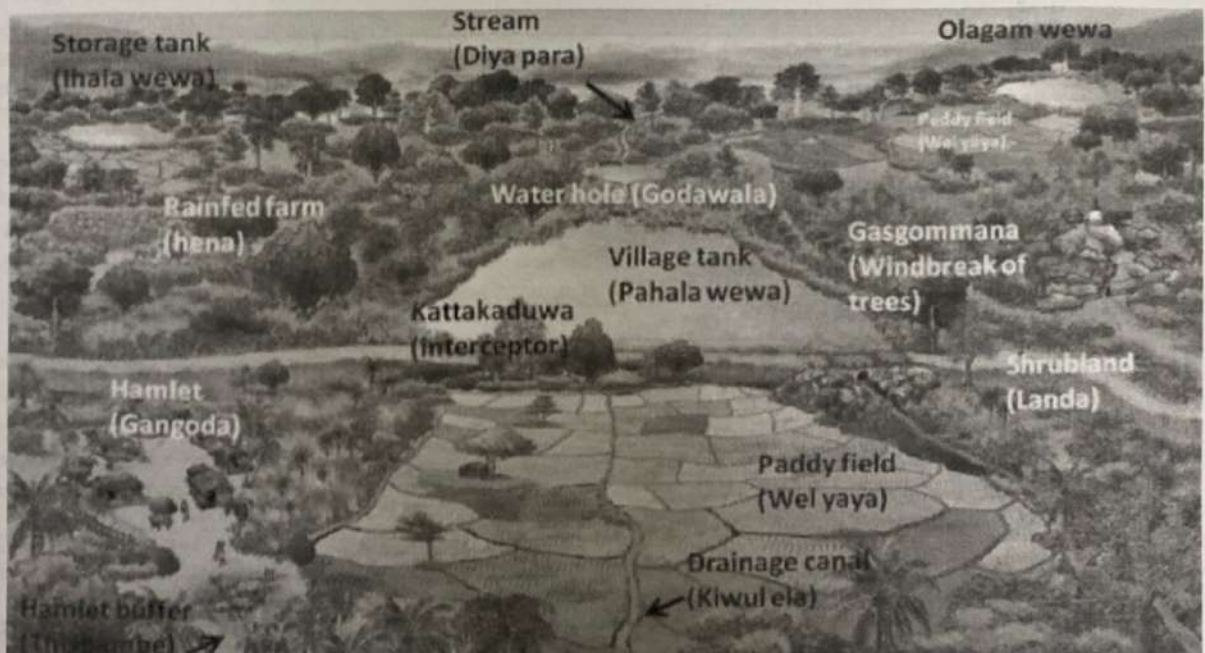 Storage tank
(Ihala wewa)
Stream
(Diya para)
Olagam wewa
Paddy field
(Wel yaya)
Water hole (Godawala)
Rainfed farm
(hena)
Village tank
(Pahala wewa)
Gasgommana
(Windbreak of
trees)
Kattakaduwa
(Interceptor)
Hamlet
(Gangoda)
Shrubland
(Landa)
Paddy field
(Wel yaya)
Drainage canal
(Kiwul ela)
Hamlet buffer